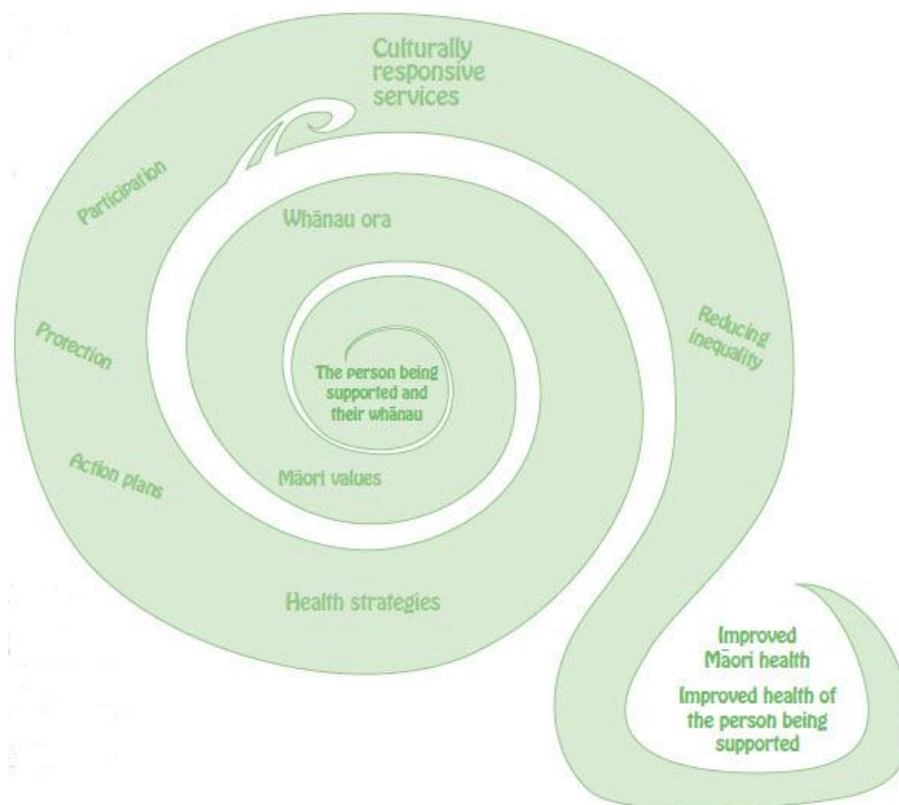 Culturally
responsive
services
Participation
Whānau ora
Protection
Reducing
inequality
The person being
supported and
their whānau
Action plans
Māori values
Health strategies
Improved
Māori health
Improved health of
the person being
supported